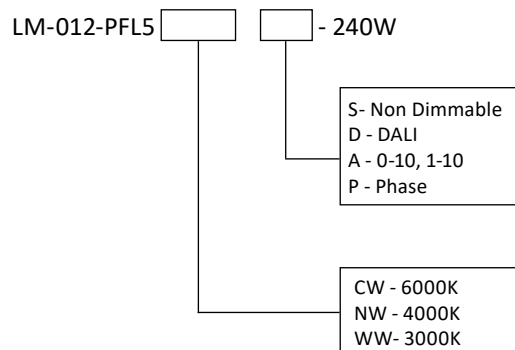 LM-012-PFL5 - 240W
S- Non Dimmable
D - DALI
A - 0-10, 1-10
P - Phase
CW - 6000K
NW - 4000K
WW- 3000K